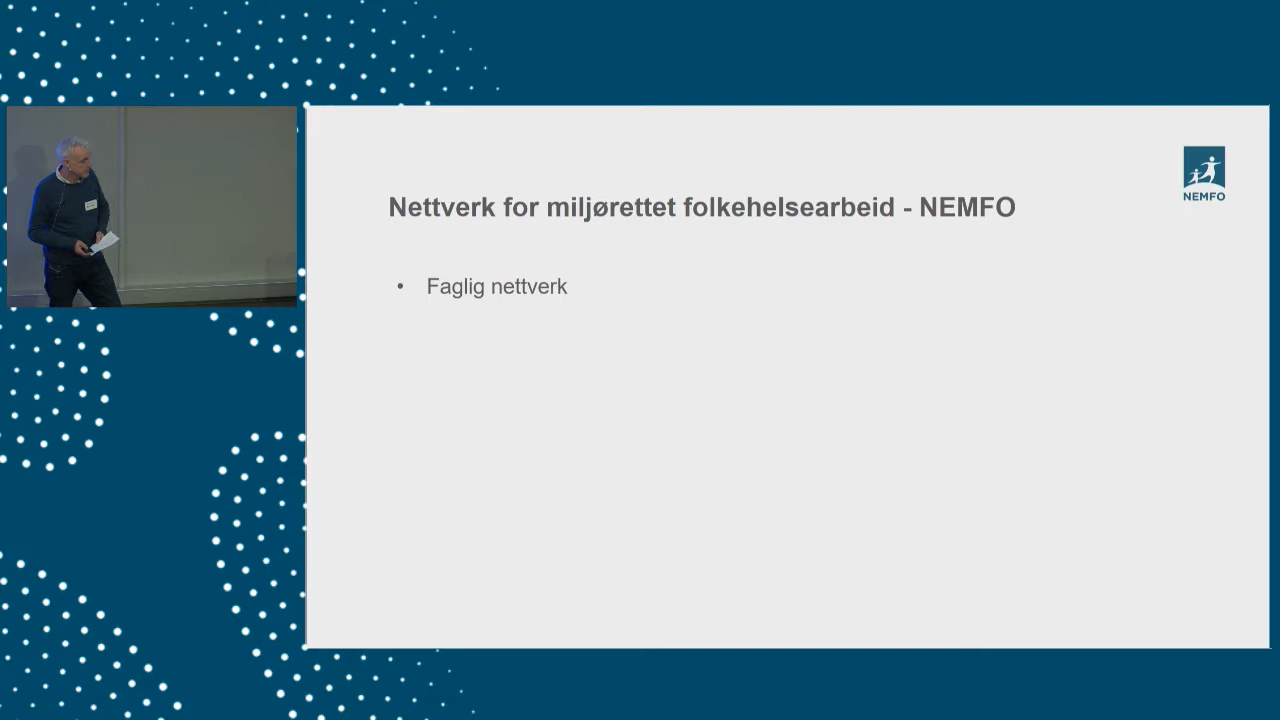 Nettverk for miljørettet folkehelsearbeid - NEMFO
• Faglig nettverk
NEMFO